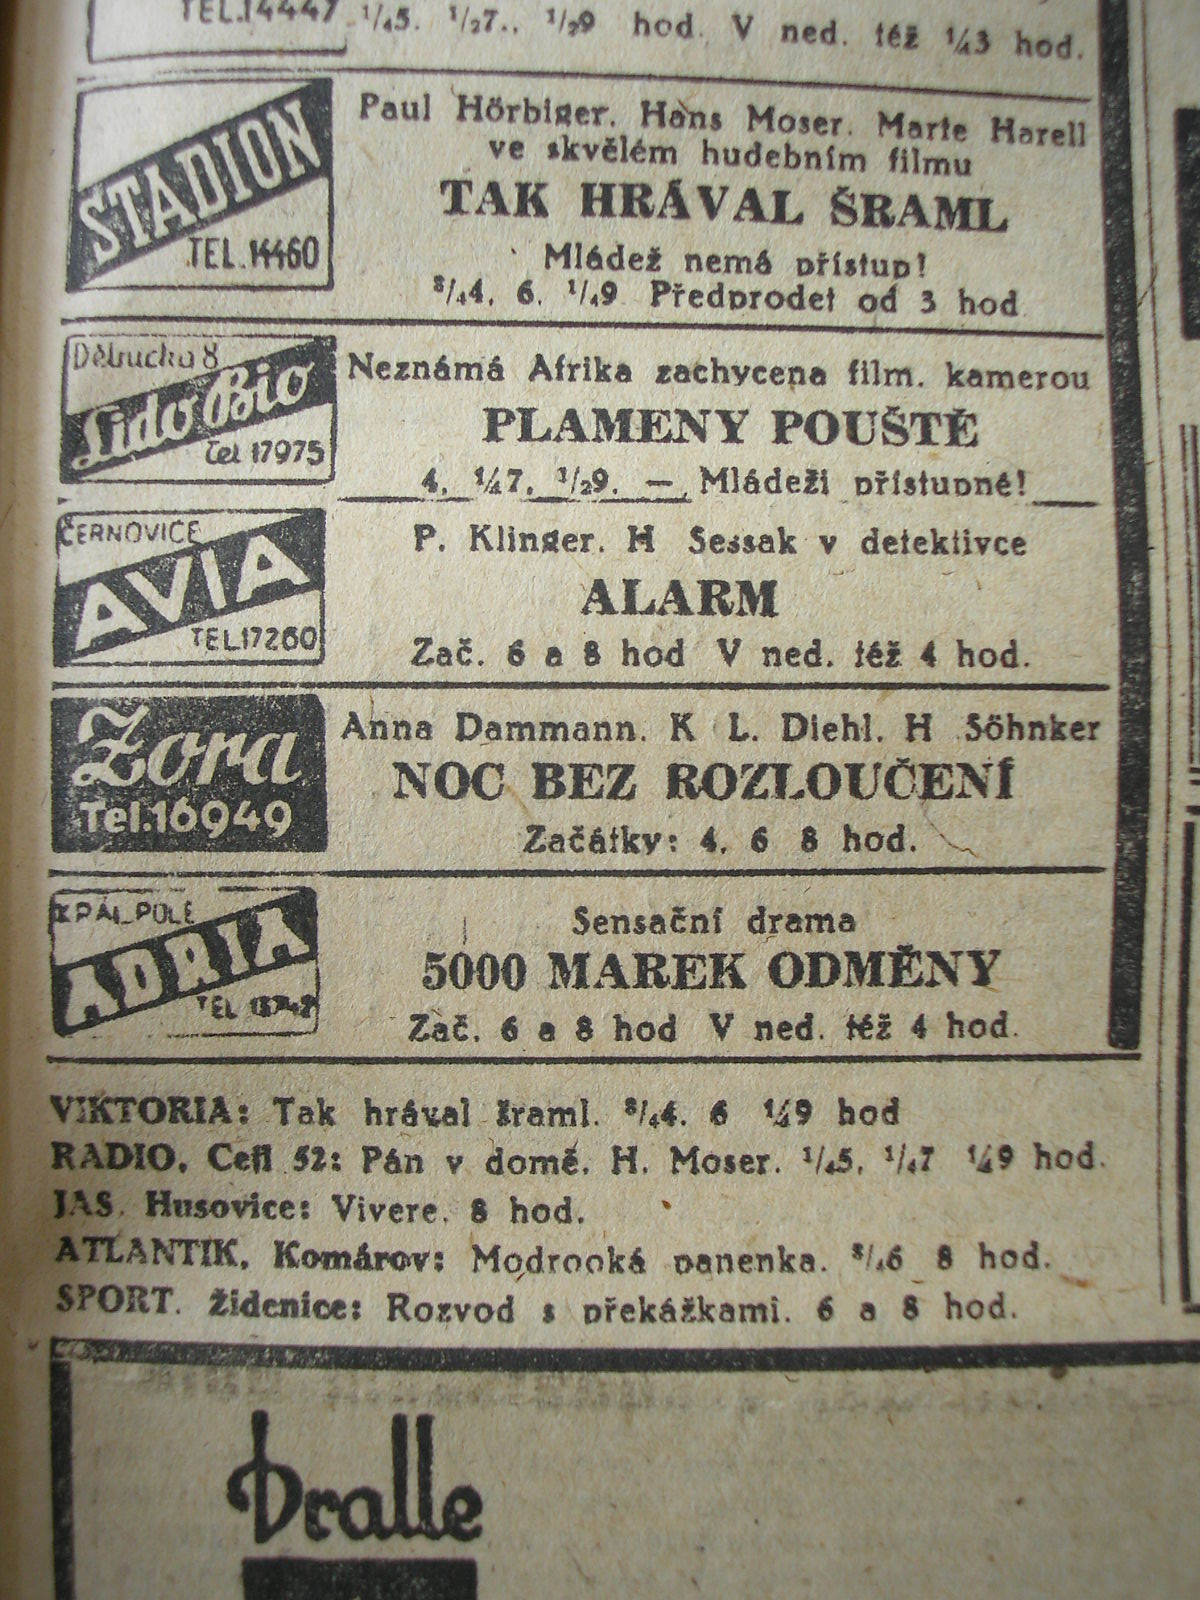 TEL.14447 ¼5. ½7., ½9 hod. V ned. též ¼3 hod.
STADION
TEL. 14460
Paul Hörbiger. Hans Moser. Marte Harell
ve skvělém hudebním filmu
TAK HRÁVAL ŠRAML
Mládež nemá přístup!
¾4. 6. ¼9 Předprodej od 3 hod
Dělnická 8
Lido Bio
Tel 17975
Neznámá Afrika zachycena film. kamerou
PLAMENY POUŠTĚ
4. ¼7. ½9. — Mládeži přístupné!
ČERNOVICE
AVIA
TEL.17260
P. Klinger. H Sessak v detektivce
ALARM
Zač. 6 a 8 hod V ned. též 4 hod.
Zora
Tel.16949
Anna Dammann. K L. Diehl. H Söhnker
NOC BEZ ROZLOUČENÍ
Začátky: 4. 6 8 hod.
KRÁL. POLE
ADRIA
TEL
Sensační drama
5000 MAREK ODMĚNY
Zač. 6 a 8 hod V ned. též 4 hod.
VIKTORIA: Tak hrával šraml. ¾4. 6 ¼9 hod
RADIO, Cejl 52: Pán v domě. H. Moser. ¼5. ¼7 ¼9 hod.
JAS. Husovice: Vivere. 8 hod.
ATLANTIK, Komárov: Modrooká panenka. ¾6 8 hod.
SPORT. Židenice: Rozvod s překážkami. 6 a 8 hod.
Dralle